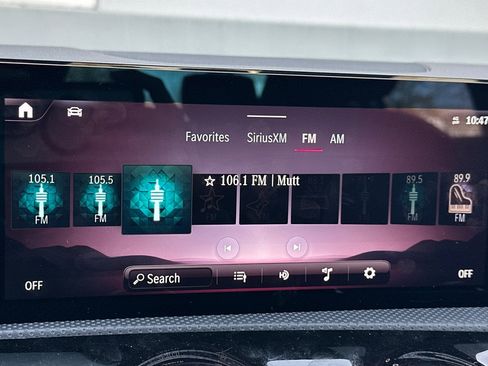 10:47
Favorites SiriusXM FM AM
105.1 FM
105.5 FM
☆ 106.1 FM | Mutt
89.5 FM
89.9 FM
OFF
Search
OFF